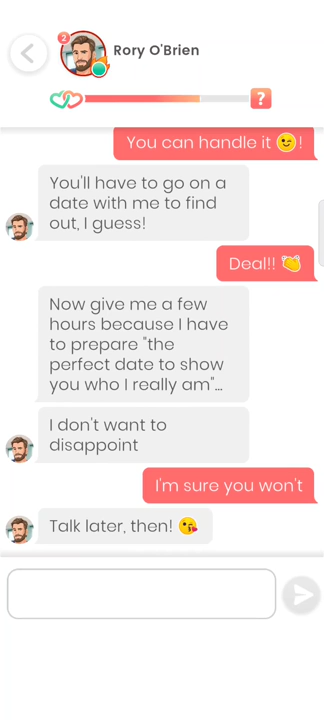 2
Rory O'Brien
?
You can handle it 😉!
You'll have to go on a
date with me to find
out, I guess!
Deal!! 👏
Now give me a few
hours because I have
to prepare "the
perfect date to show
you who I really am"...
I don't want to
disappoint
I'm sure you won't
Talk later, then! 😘